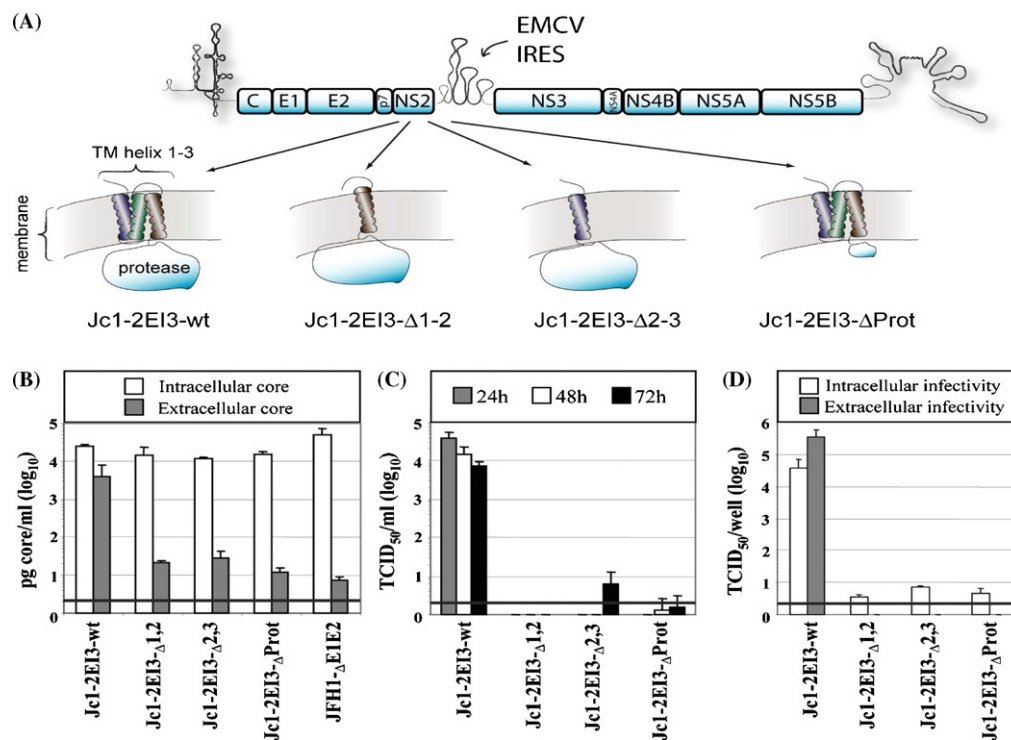 (A)
EMCV
IRES
C E1 E2 p7 NS2 NS3 NS4A NS4B NS5A NS5B
TM helix 1-3
membrane
protease
Jc1-2EI3-wt Jc1-2EI3-Δ1-2 Jc1-2EI3-Δ2-3 Jc1-2EI3-ΔProt
(B)
Intracellular core
Extracellular core
pg core/ml (log10)
5
4
3
2
1
0
Jc1-2EI3-wt
Jc1-2EI3-Δ1,2
Jc1-2EI3-Δ2,3
Jc1-2EI3-ΔProt
JFH1-ΔE1E2
(C)
24h 48h 72h
TCID50/ml (log10)
5
4
3
2
1
0
Jc1-2EI3-wt
Jc1-2EI3-Δ1,2
Jc1-2EI3-Δ2,3
Jc1-2EI3-ΔProt
(D)
Intracellular infectivity
Extracellular infectivity
TCID50/well (log10)
6
5
4
3
2
1
0
Jc1-2EI3-wt
Jc1-2EI3-Δ1,2
Jc1-2EI3-Δ2,3
Jc1-2EI3-ΔProt